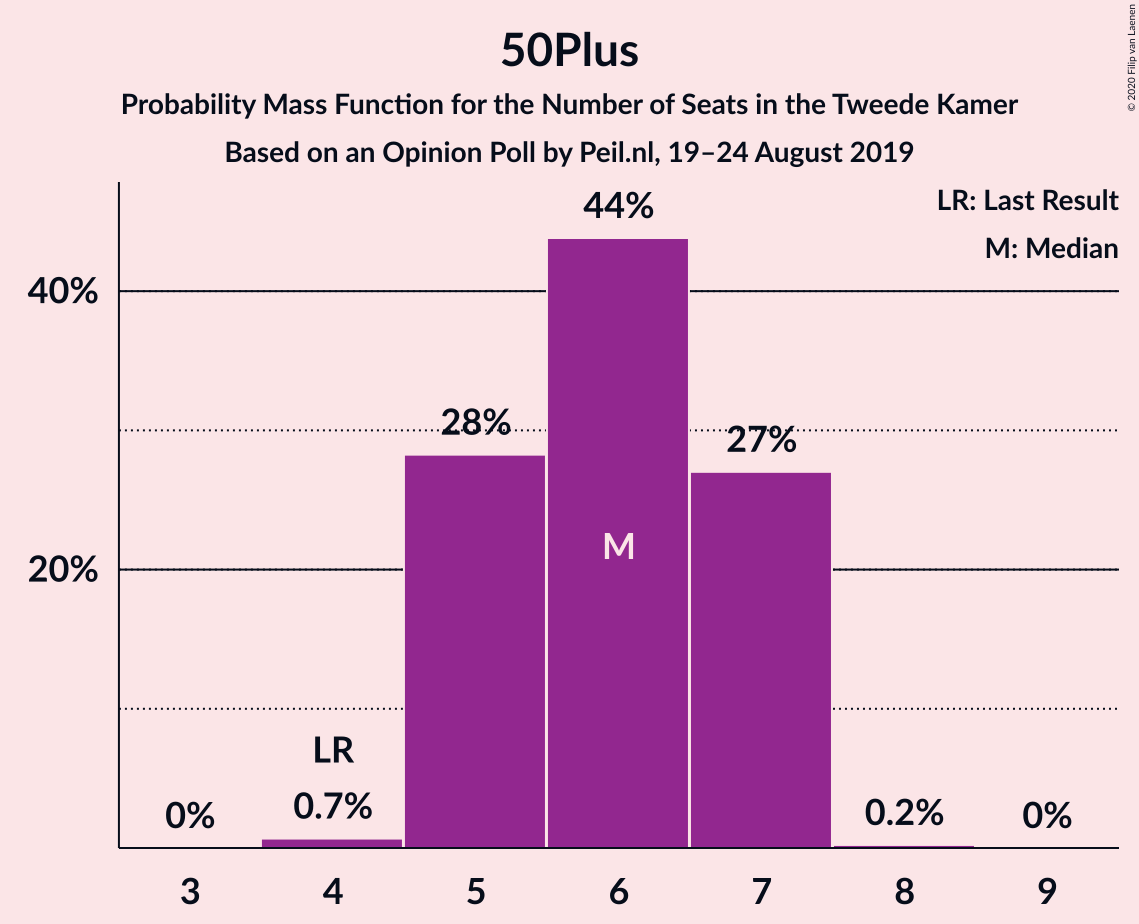 50Plus
Probability Mass Function for the Number of Seats in the Tweede Kamer
Based on an Opinion Poll by Peil.nl, 19–24 August 2019
© 2020 Filip van Laenen
LR: Last Result
M: Median
40%
20%
0%
LR
0.7%
28%
44%
M
27%
0.2%
0%
3 4 5 6 7 8 9